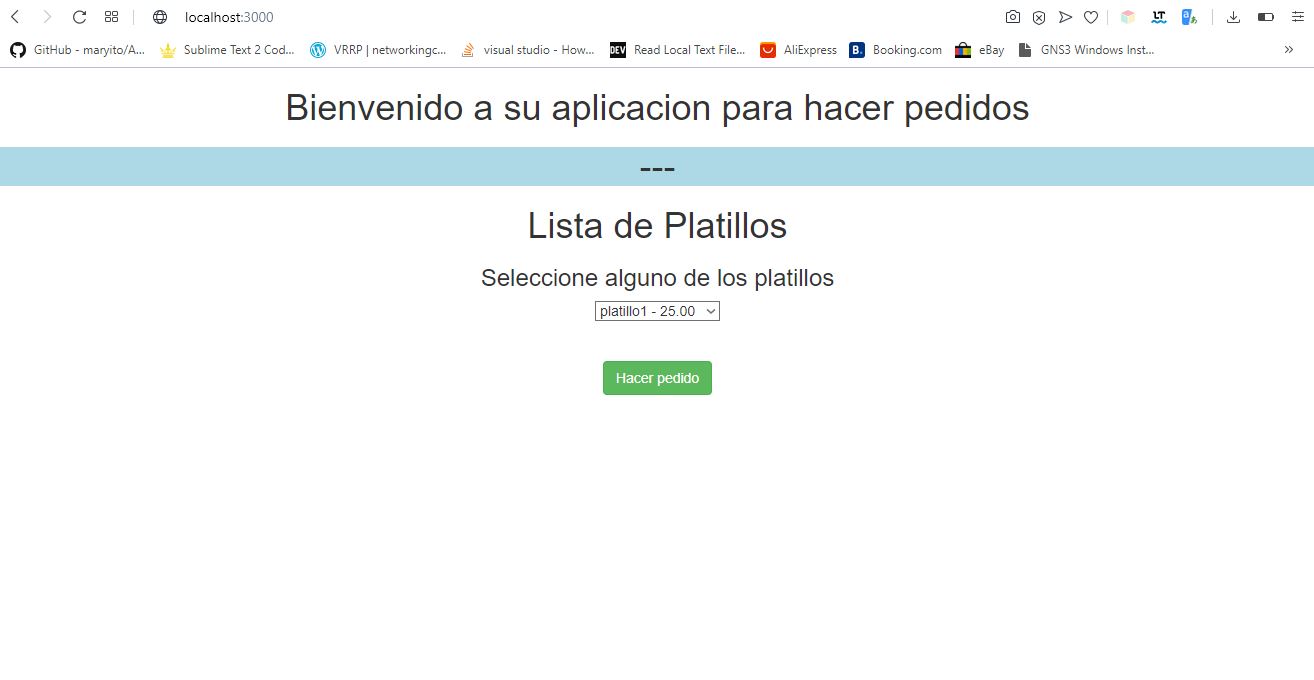 localhost:3000
GitHub - maryito/A...
Sublime Text 2 Cod...
VRRP | networkingc...
visual studio - How...
DEV
Read Local Text File...
AliExpress
B.
Booking.com
eBay
GNS3 Windows Inst...
Bienvenido a su aplicacion para hacer pedidos
---
Lista de Platillos
Seleccione alguno de los platillos
platillo1 - 25.00
Hacer pedido